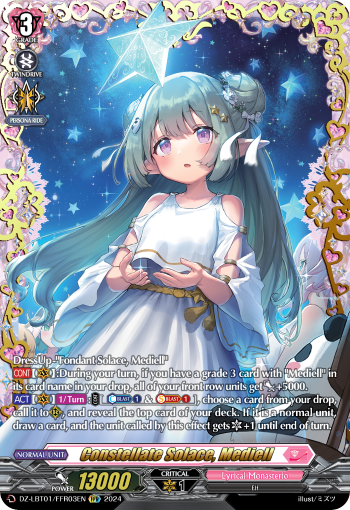 3
GRADE
TWINDRIVE
PERSONA RIDE
Dress Up-"Fondant Solace, Mediell"
CONT [ ]:During your turn, if you have a grade 3 card with "Mediell" in
its card name in your drop, all of your front row units get +5000.
ACT [ 1/Turn]: [ BLAST 1 & BLAST 1 ], choose a card from your drop,
call it to, and reveal the top card of your deck. If it is a normal unit,
draw a card, and the unit called by this effect gets +1 until end of turn.
NORMAL UNIT
Constellate Solace, Mediell
POWER 13000
CRITICAL
1
Lyrical Monasterio
Elf
D DZ-LBT01/FFR03EN FFR 2024
illust/ミズツ